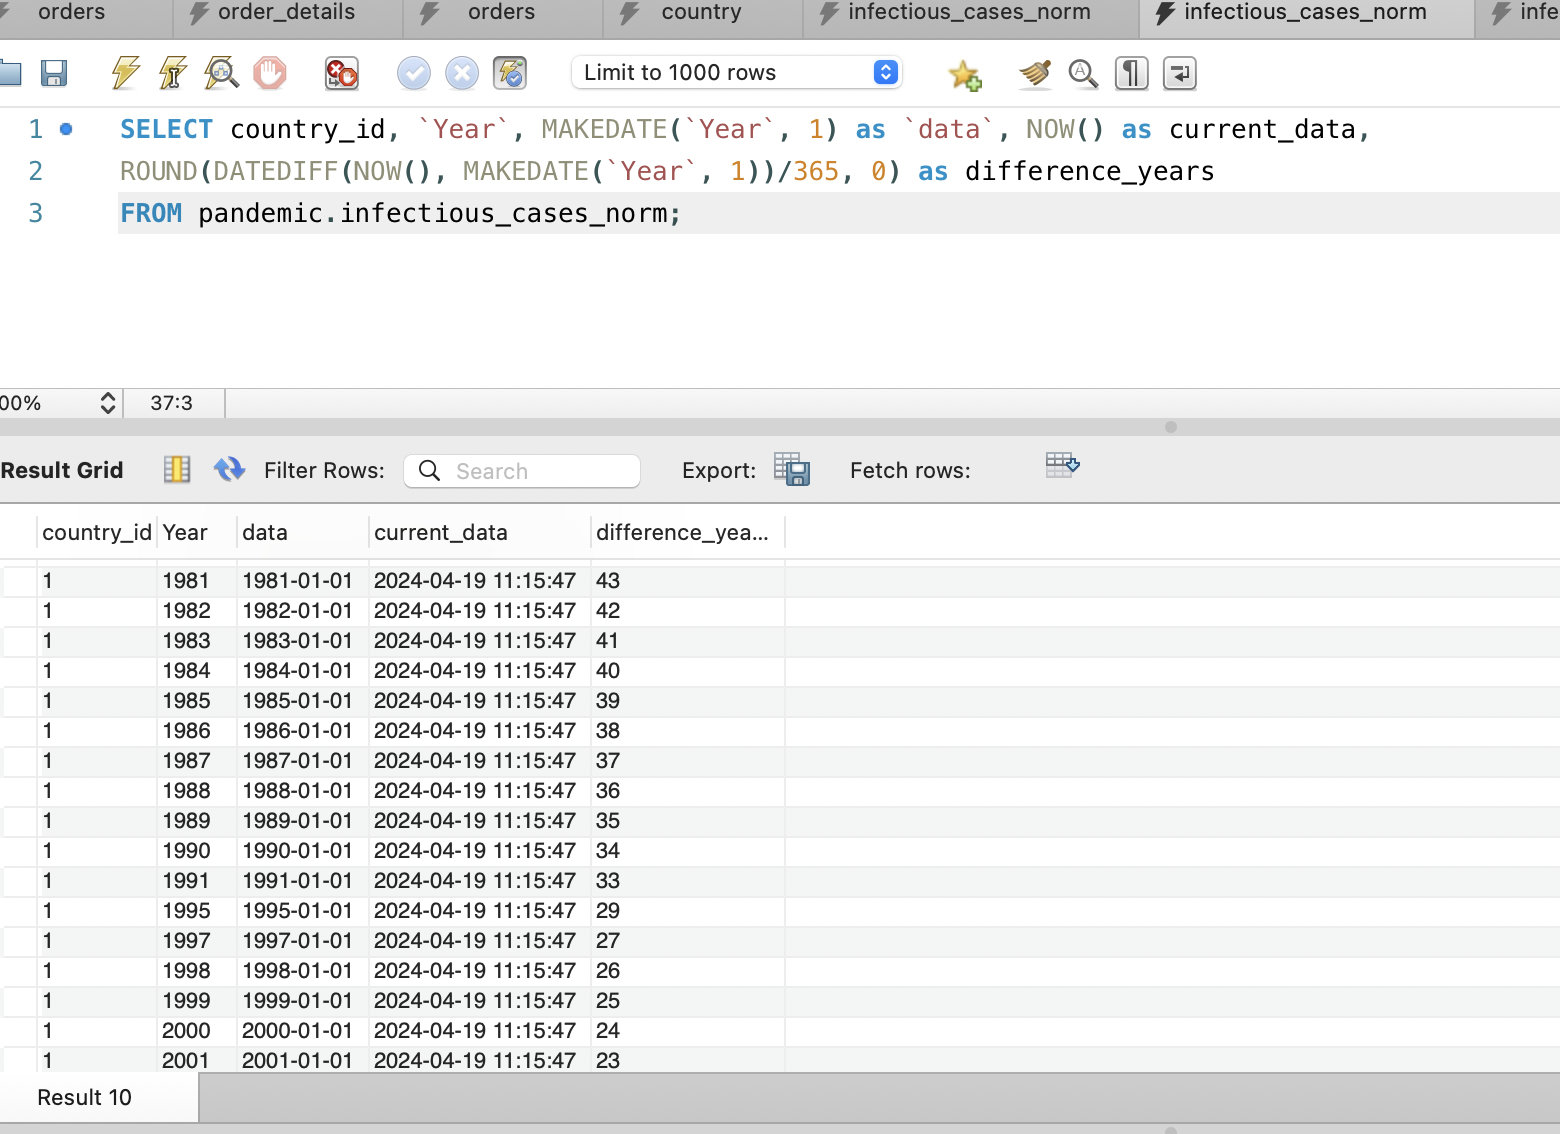 orders order_details orders country infectious_cases_norm infectious_cases_norm infe
Limit to 1000 rows
1 SELECT country_id, `Year`, MAKEDATE(`Year`, 1) as `data`, NOW() as current_data,
2 ROUND(DATEDIFF(NOW(), MAKEDATE(`Year`, 1))/365, 0) as difference_years
3 FROM pandemic.infectious_cases_norm;
00% 37:3
Result Grid Filter Rows: Search Export: Fetch rows:
country_id Year data current_data difference_yea...
1 1981 1981-01-01 2024-04-19 11:15:47 43
1 1982 1982-01-01 2024-04-19 11:15:47 42
1 1983 1983-01-01 2024-04-19 11:15:47 41
1 1984 1984-01-01 2024-04-19 11:15:47 40
1 1985 1985-01-01 2024-04-19 11:15:47 39
1 1986 1986-01-01 2024-04-19 11:15:47 38
1 1987 1987-01-01 2024-04-19 11:15:47 37
1 1988 1988-01-01 2024-04-19 11:15:47 36
1 1989 1989-01-01 2024-04-19 11:15:47 35
1 1990 1990-01-01 2024-04-19 11:15:47 34
1 1991 1991-01-01 2024-04-19 11:15:47 33
1 1995 1995-01-01 2024-04-19 11:15:47 29
1 1997 1997-01-01 2024-04-19 11:15:47 27
1 1998 1998-01-01 2024-04-19 11:15:47 26
1 1999 1999-01-01 2024-04-19 11:15:47 25
1 2000 2000-01-01 2024-04-19 11:15:47 24
1 2001 2001-01-01 2024-04-19 11:15:47 23
Result 10